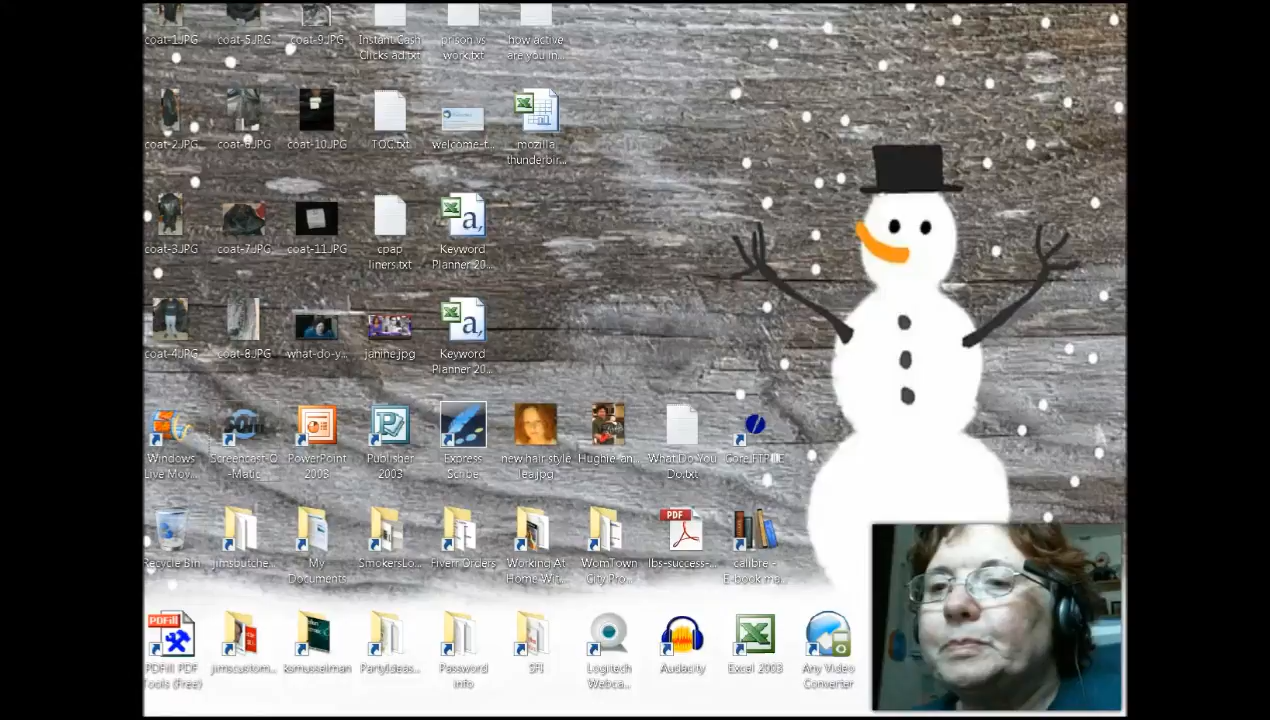 coat-1.JPG
coat-5.JPG
coat-9.JPG
Instant Cash
Clicks ad.txt
prison vs
work.txt
how active
are you in...
coat-2.JPG
coat-6.JPG
coat-10.JPG
TOC.txt
welcome-t...
mozilla
thunderbir...
coat-3.JPG
coat-7.JPG
coat-11.JPG
cpap
liners.txt
Keyword
Planner 20...
coat-4.JPG
coat-8.JPG
what-do-y...
janine.jpg
Keyword
Planner 20...
Windows
Live Mov...
Screencast-O
-Matic
PowerPoint
2003
Publisher
2003
Express
Scribe
new hair style
lea.jpg
Hughie-an...
What Do You
Do.txt
Core FTP LE
Recycle Bin
jimsbutche...
My
Documents
SmokersLo...
Fiverr Orders
Working At
Home Wit...
WomTown
City Pro...
PDF
lbs-success-...
calibre -
E-book ma...
PDFill
PDFill PDF
Tools (Free)
jimscustom...
ksmusselman
PartyIdeas...
Password
info
SFI
Logitech
Webca...
Audacity
Excel 2003
Any Video
Converter